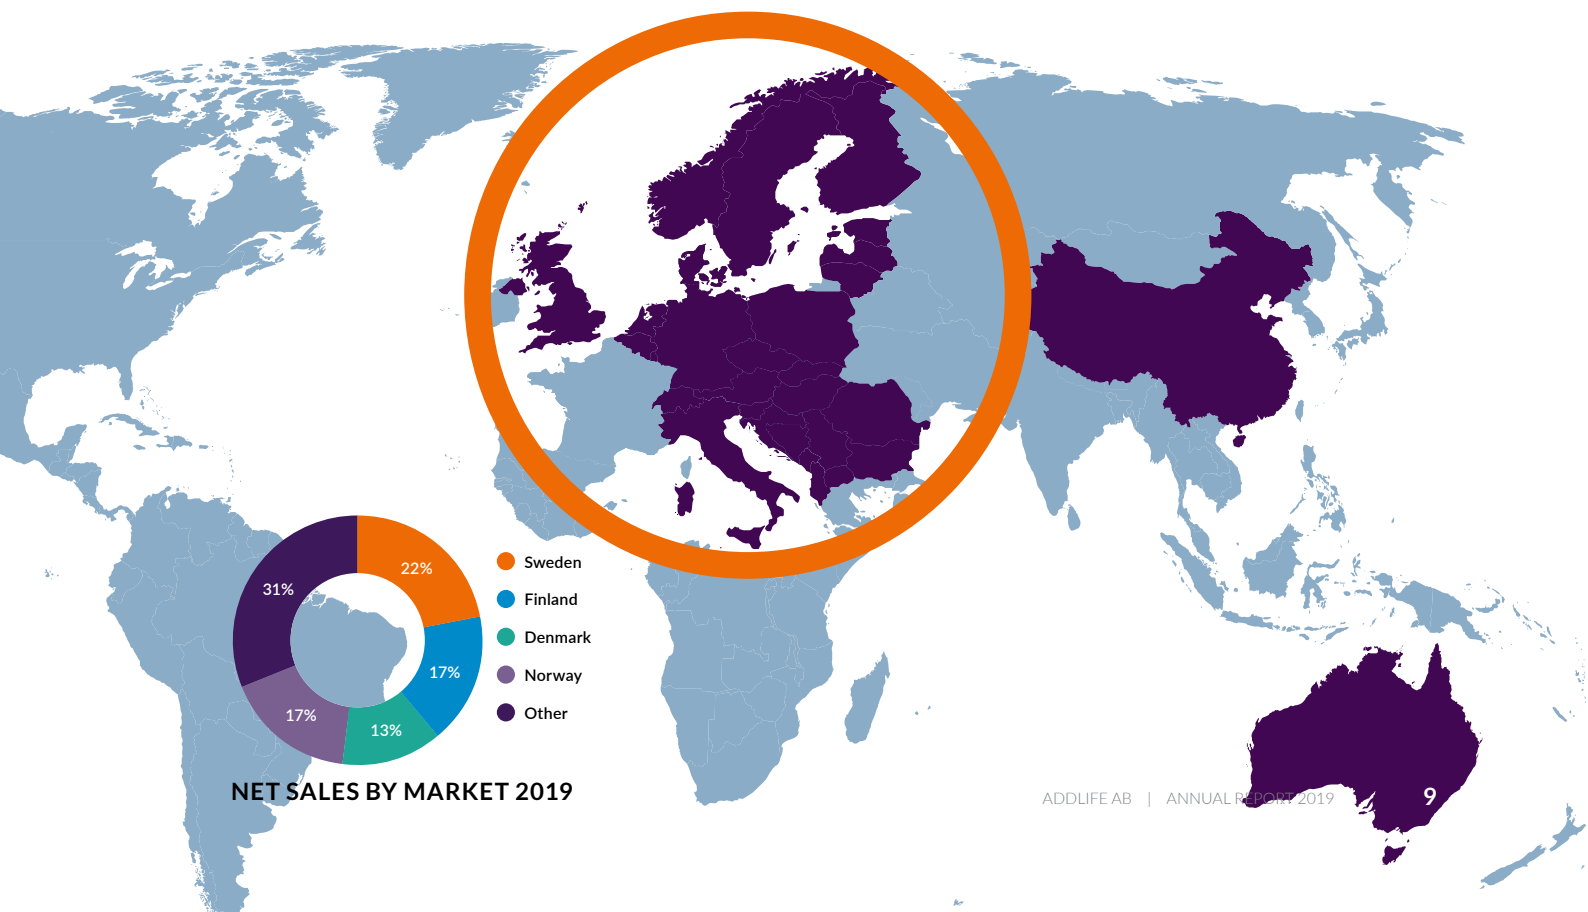 22%
31%
17%
17%
13%
Sweden
Finland
Denmark
Norway
Other
NET SALES BY MARKET 2019
ADDLIFE AB | ANNUAL REPORT 2019 9